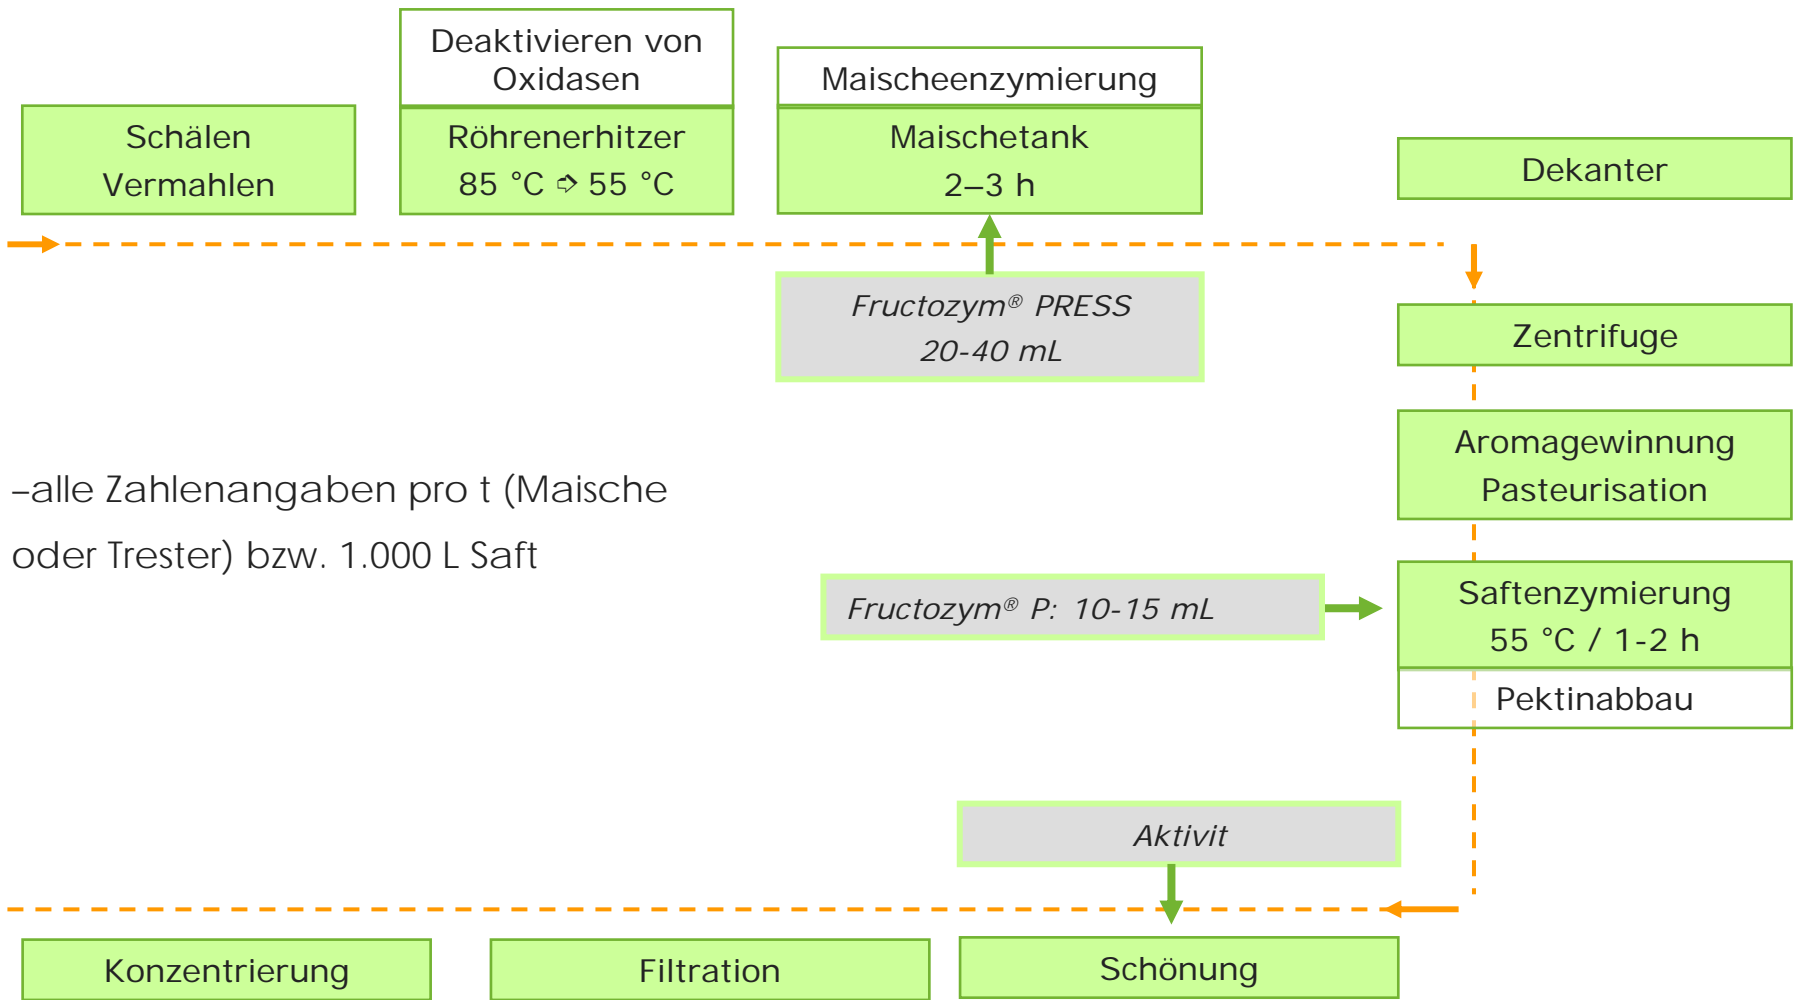 Schälen
Vermahlen
Deaktivieren von
Oxidasen
Röhrenerhitzer
85 °C ➩ 55 °C
Maischeenzymierung
Maischetank
2–3 h
Dekanter
Fructozym® PRESS
20-40 mL
Zentrifuge
Aromagewinnung
Pasteurisation
–alle Zahlenangaben pro t (Maische
oder Trester) bzw. 1.000 L Saft
Fructozym® P: 10-15 mL
Saftenzymierung
55 °C / 1-2 h
Pektinabbau
Aktivit
Schönung
Filtration
Konzentrierung